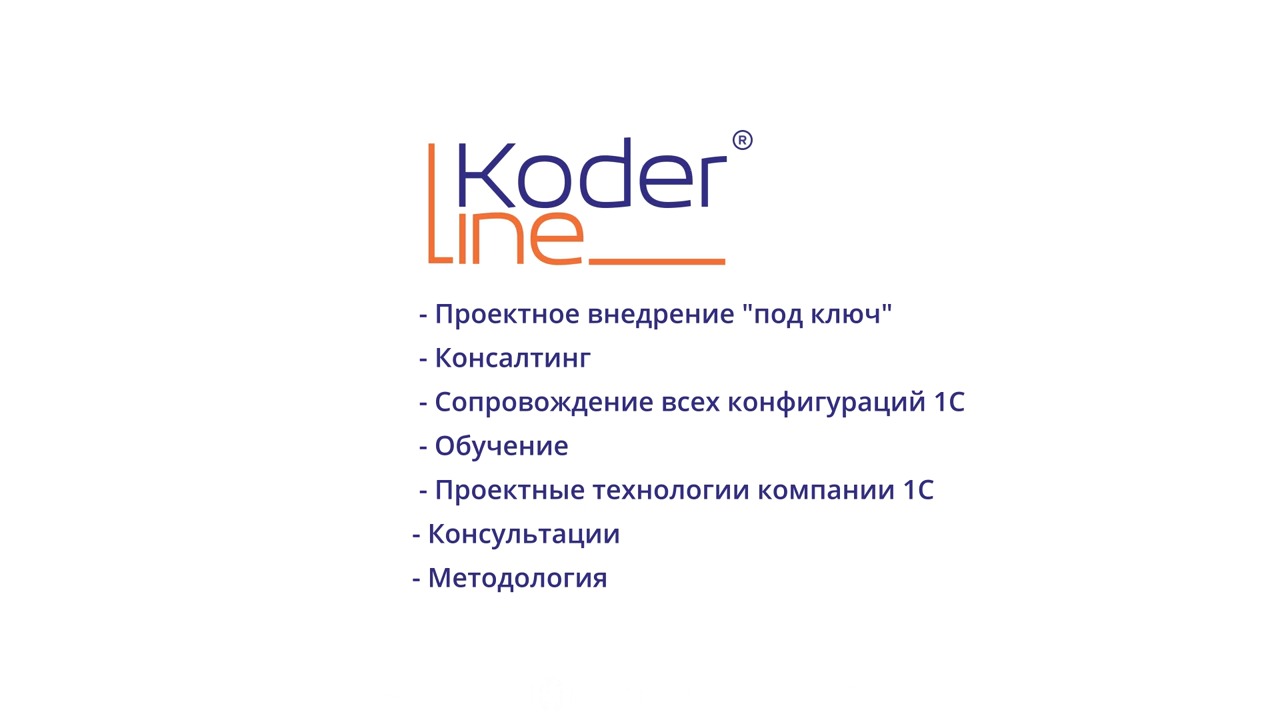 Koder®
Line
- Проектное внедрение "под ключ"
- Консалтинг
- Сопровождение всех конфигураций 1С
- Обучение
- Проектные технологии компании 1С
- Консультации
- Методология